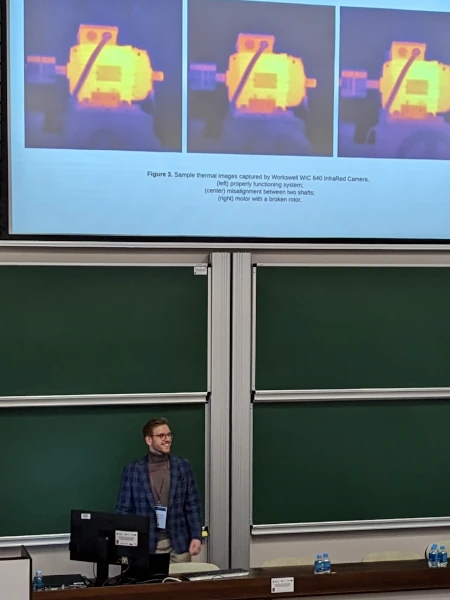 Figure 3. Sample thermal images captured by Workswell WIC 640 InfraRed Camera.
(left) properly functioning system;
(center) misalignment between two shafts;
(right) motor with a broken rotor.